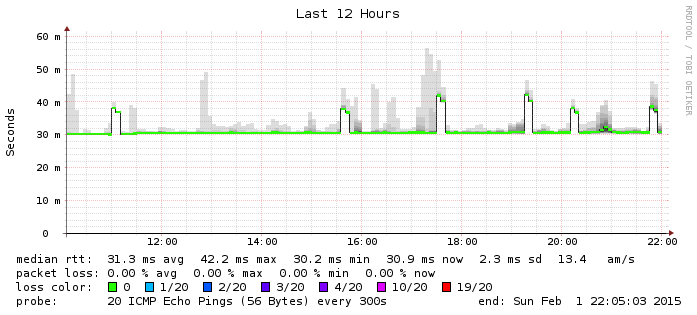 Last 12 Hours
RRDTOOL / TOBI OETIKER
Seconds
60 m
50 m
40 m
30 m
20 m
10 m
0
12:00 14:00 16:00 18:00 20:00 22:00
median rtt: 31.3 ms avg 42.2 ms max 30.2 ms min 30.9 ms now 2.3 ms sd 13.4 am/s
packet loss: 0.00 % avg 0.00 % max 0.00 % min 0.00 % now
loss color: 0 1/20 2/20 3/20 4/20 10/20 19/20
probe: 20 ICMP Echo Pings (56 Bytes) every 300s end: Sun Feb 1 22:05:03 2015